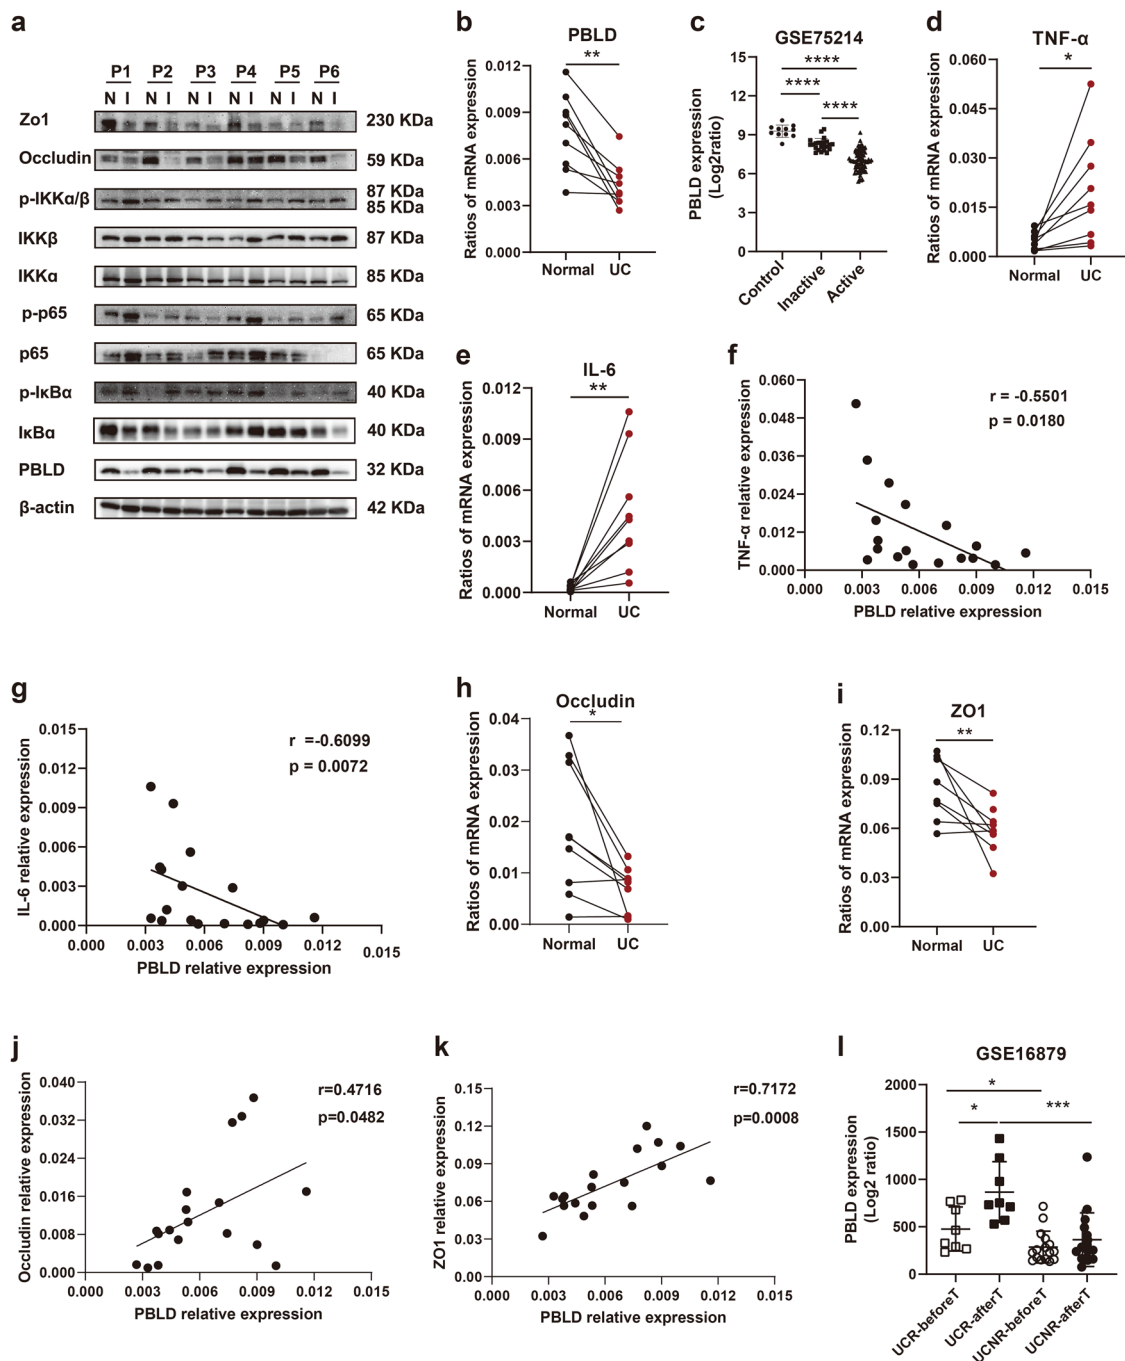 a
P1 P2 P3 P4 P5 P6
N I N I N I N I N I N I
Zo1 230 KDa
Occludin 59 KDa
p-IKKα/β 87 KDa
85 KDa
IKKβ 87 KDa
IKKα 85 KDa
p-p65 65 KDa
p65 65 KDa
p-IκBα 40 KDa
IκBα 40 KDa
PBLD 32 KDa
β-actin 42 KDa
b
PBLD
**
Ratios of mRNA expression
0.012
0.009
0.006
0.003
0.000
Normal UC
c
GSE75214
****
**** ****
PBLD expression
(Log2ratio)
15
12
9
6
3
0
Control
Inactive
Active
d
TNF-α
*
Ratios of mRNA expression
0.060
0.045
0.030
0.015
0.000
Normal UC
e
IL-6
**
Ratios of mRNA expression
0.012
0.009
0.006
0.003
0.000
Normal UC
f
r = -0.5501
p = 0.0180
TNF-α relative expression
0.060
0.048
0.036
0.024
0.012
0.000
0.000 0.003 0.006 0.009 0.012 0.015
PBLD relative expression
g
r =-0.6099
p = 0.0072
IL-6 relative expression
0.015
0.012
0.009
0.006
0.003
0.000
0.000 0.003 0.006 0.009 0.012 0.015
PBLD relative expression
h
Occludin
*
Ratios of mRNA expression
0.04
0.03
0.02
0.01
0.00
Normal UC
i
ZO1
**
Ratios of mRNA expression
0.12
0.09
0.06
0.03
0.00
Normal UC
j
r=0.4716
p=0.0482
Occludin relative expression
0.040
0.032
0.024
0.016
0.008
0.000
0.000 0.003 0.006 0.009 0.012 0.015
PBLD relative expression
k
r=0.7172
p=0.0008
ZO1 relative expression
0.15
0.12
0.09
0.06
0.03
0.00
0.000 0.003 0.006 0.009 0.012 0.015
PBLD relative expression
l
GSE16879
*
* ***
PBLD expression
(Log2 ratio)
2000
1500
1000
500
0
UCR-beforeT
UCR-afterT
UCNR-beforeT
UCNR-afterT